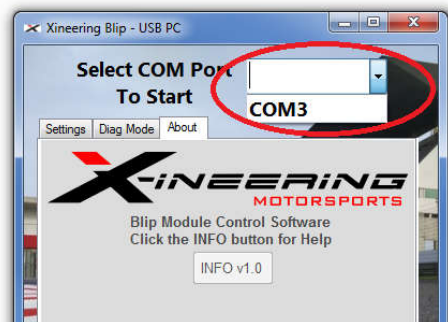 Xineering Blip - USB PC
Select COM Port
To Start
COM3
Settings Diag Mode About
X-INEERING
MOTORSPORTS
Blip Module Control Software
Click the INFO button for Help
INFO v1.0